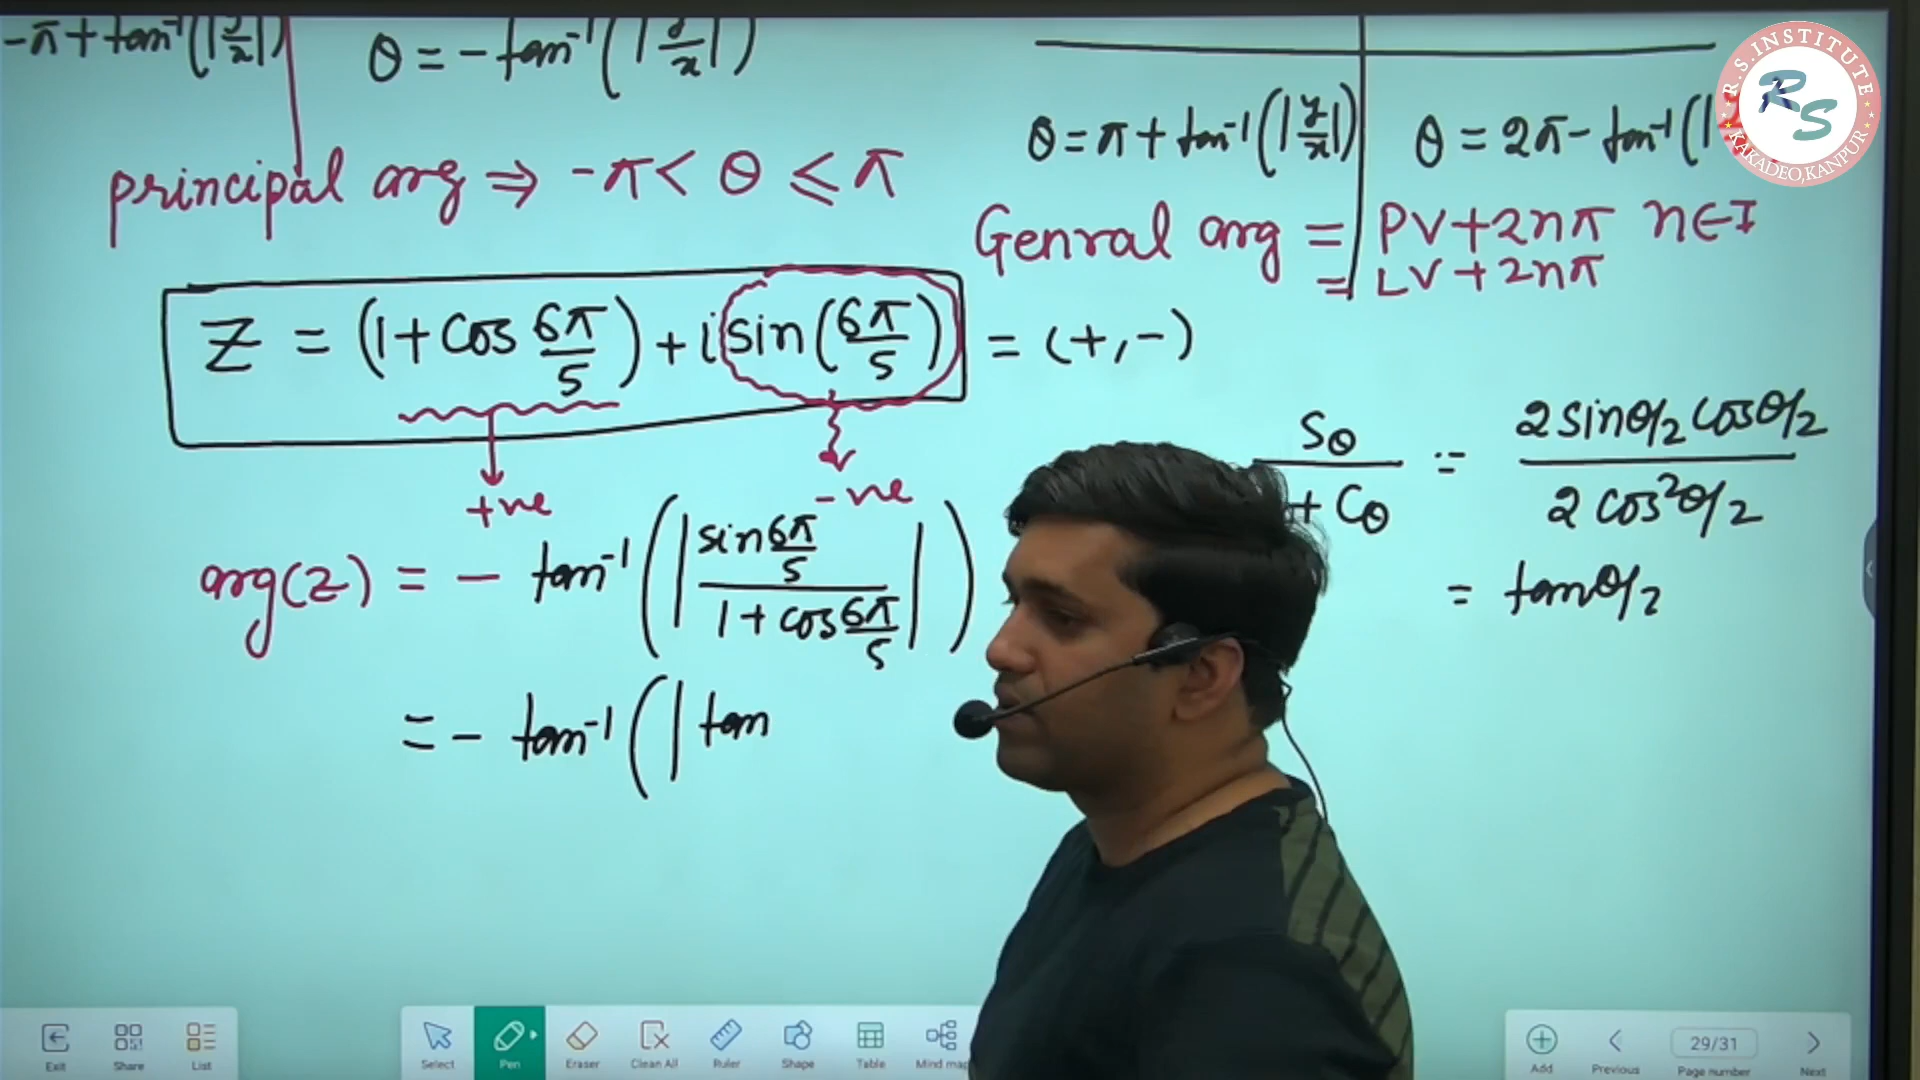 -π + tan⁻¹(|y/x|)
θ = - tan⁻¹(|y/x|)
θ = π + tan⁻¹(|y/x|)
θ = 2π - tan⁻¹(|
principal arg ⇒ -π < θ ≤ π
Genral arg = PV + 2nπ n∈I
= LV + 2nπ
Z = (1 + cos 6π/5) + i sin(6π/5) = (+, -)
+ve
-ve
sθ / + cθ = 2 sinθ/2 cosθ/2 / 2 cos²θ/2
= tanθ/2
arg(z) = - tan⁻¹(|sin 6π/5 / 1 + cos 6π/5|)
= - tan⁻¹(| tan
R.S.INSTITUTE
RS
KAKADEO,KANPUR
Exit
Share
List
Select
Pen
Eraser
Clean All
Ruler
Shape
Table
Mind map
Add
Previous
29/31
Page number
Next